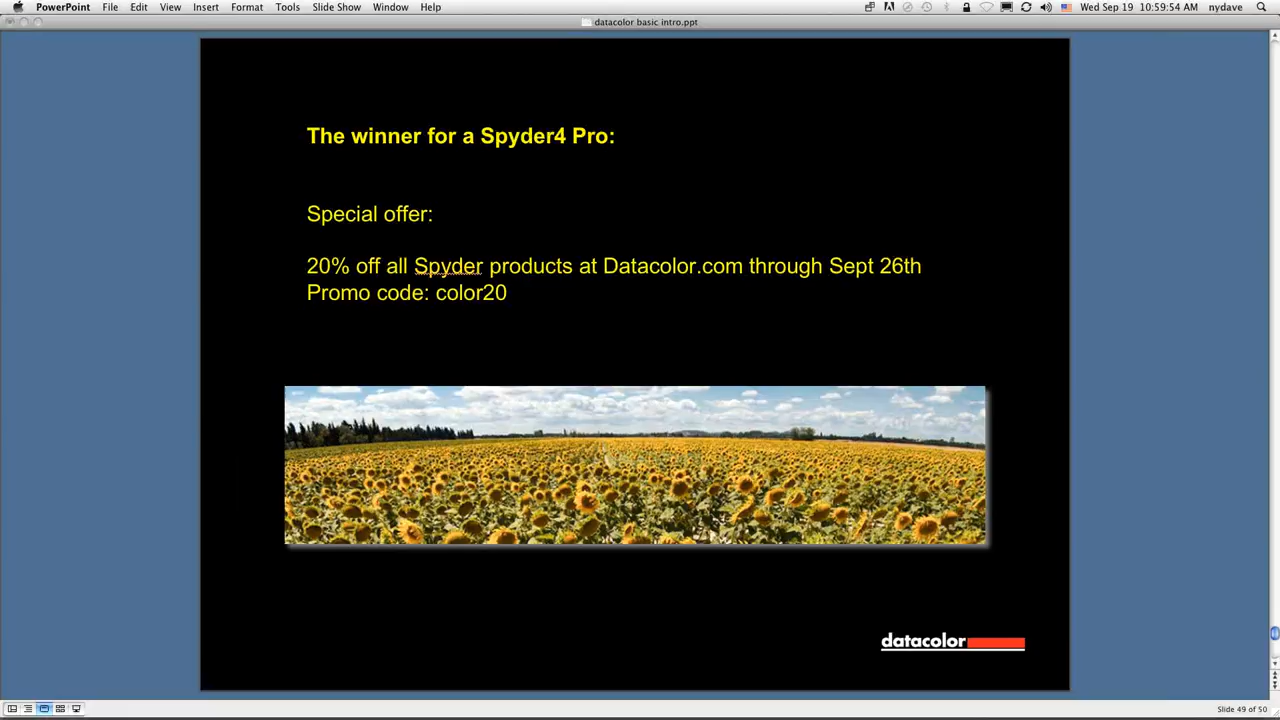 PowerPoint File Edit View Insert Format Tools Slide Show Window Help Wed Sep 19 10:59:54 AM nydave
datacolor basic intro.ppt
The winner for a Spyder4 Pro:
Special offer:
20% off all Spyder products at Datacolor.com through Sept 26th
Promo code: color20
datacolor
Slide 49 of 50